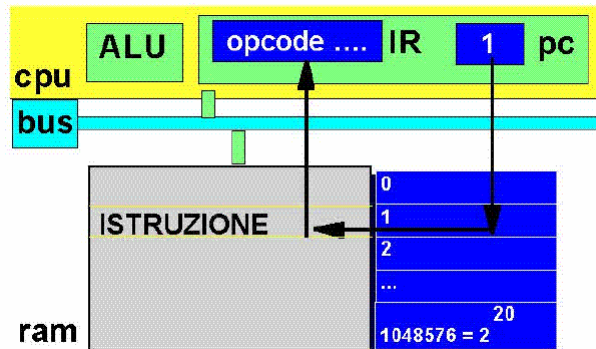 ALU opcode .... IR 1 pc
cpu
bus
0
ISTRUZIONE 1
2
...
20
ram 1048576 = 2